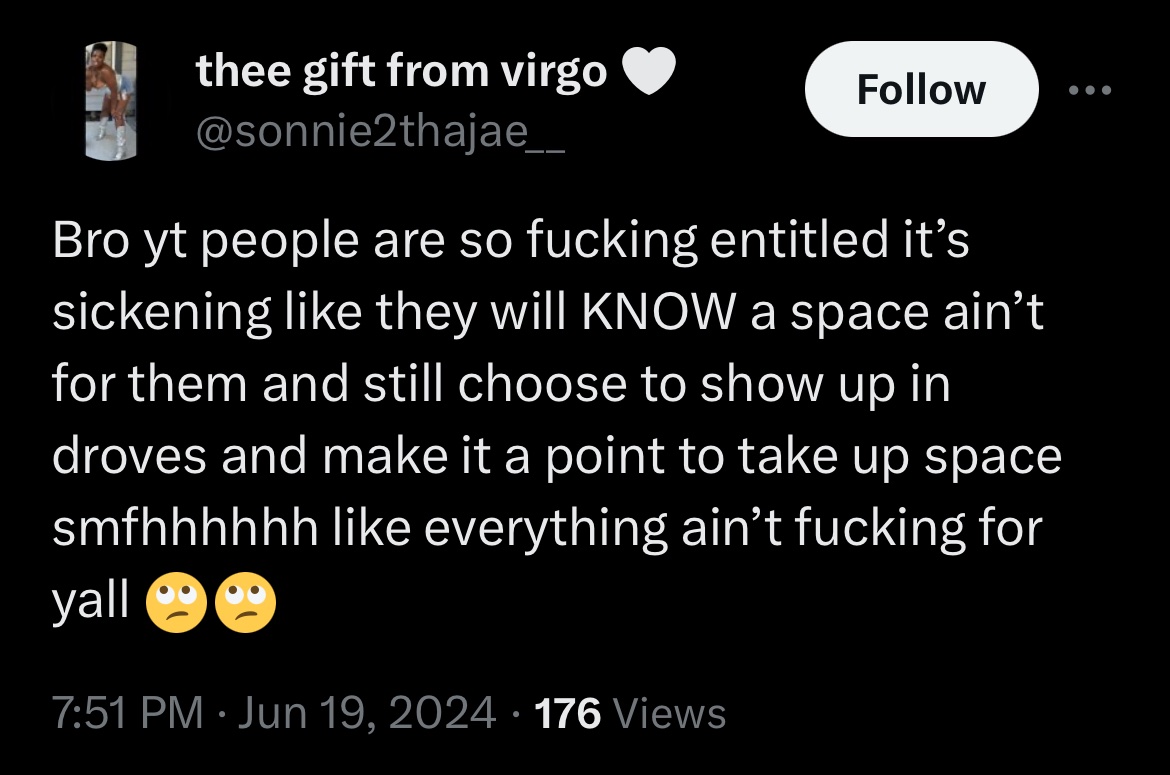 thee gift from virgo 🤍
Follow
@sonnie2thajae__
Bro yt people are so fucking entitled it’s
sickening like they will KNOW a space ain’t
for them and still choose to show up in
droves and make it a point to take up space
smfhhhhhh like everything ain’t fucking for
yall 🙄🙄
7:51 PM · Jun 19, 2024 · 176 Views